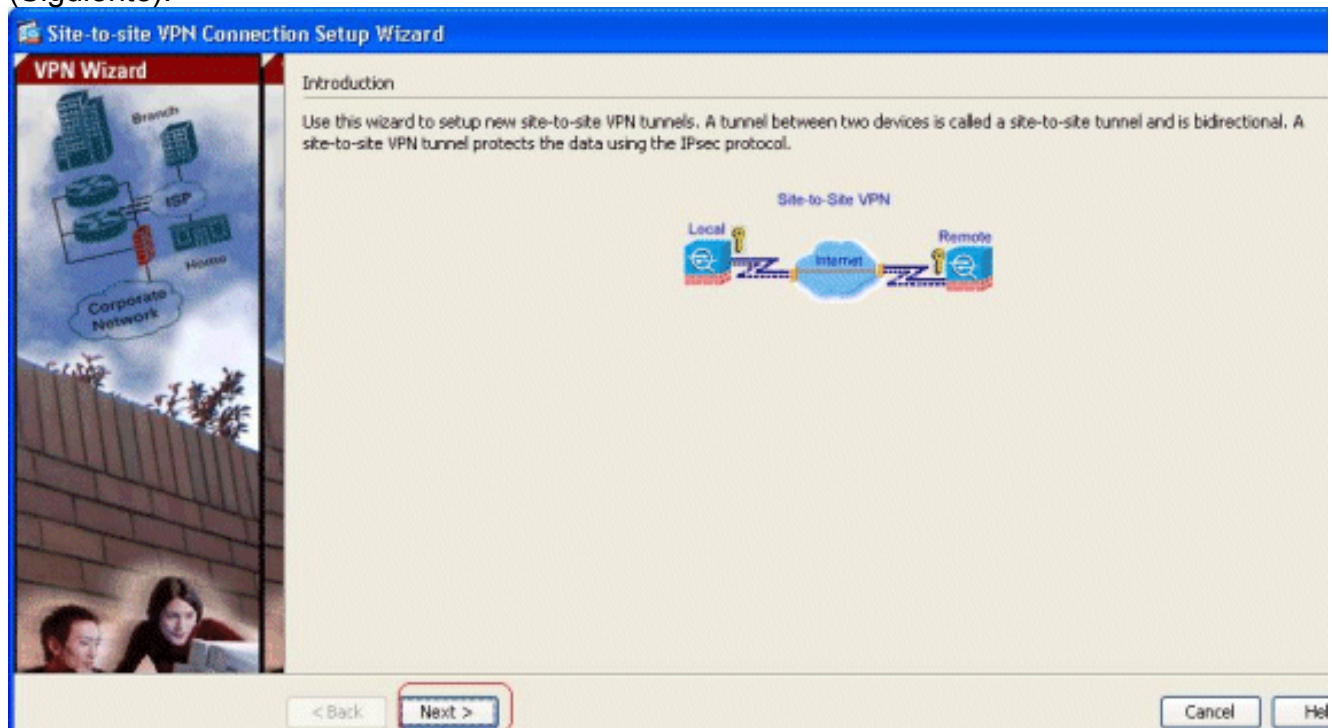 (Siguiente).
Site-to-site VPN Connection Setup Wizard
VPN Wizard
Branch
ISP
Home
Corporate
Network
Introduction
Use this wizard to setup new site-to-site VPN tunnels. A tunnel between two devices is called a site-to-site tunnel and is bidirectional. A
site-to-site VPN tunnel protects the data using the IPsec protocol.
Site-to-Site VPN
Local
Internet
Remote
< Back
Next >
Cancel
Hel